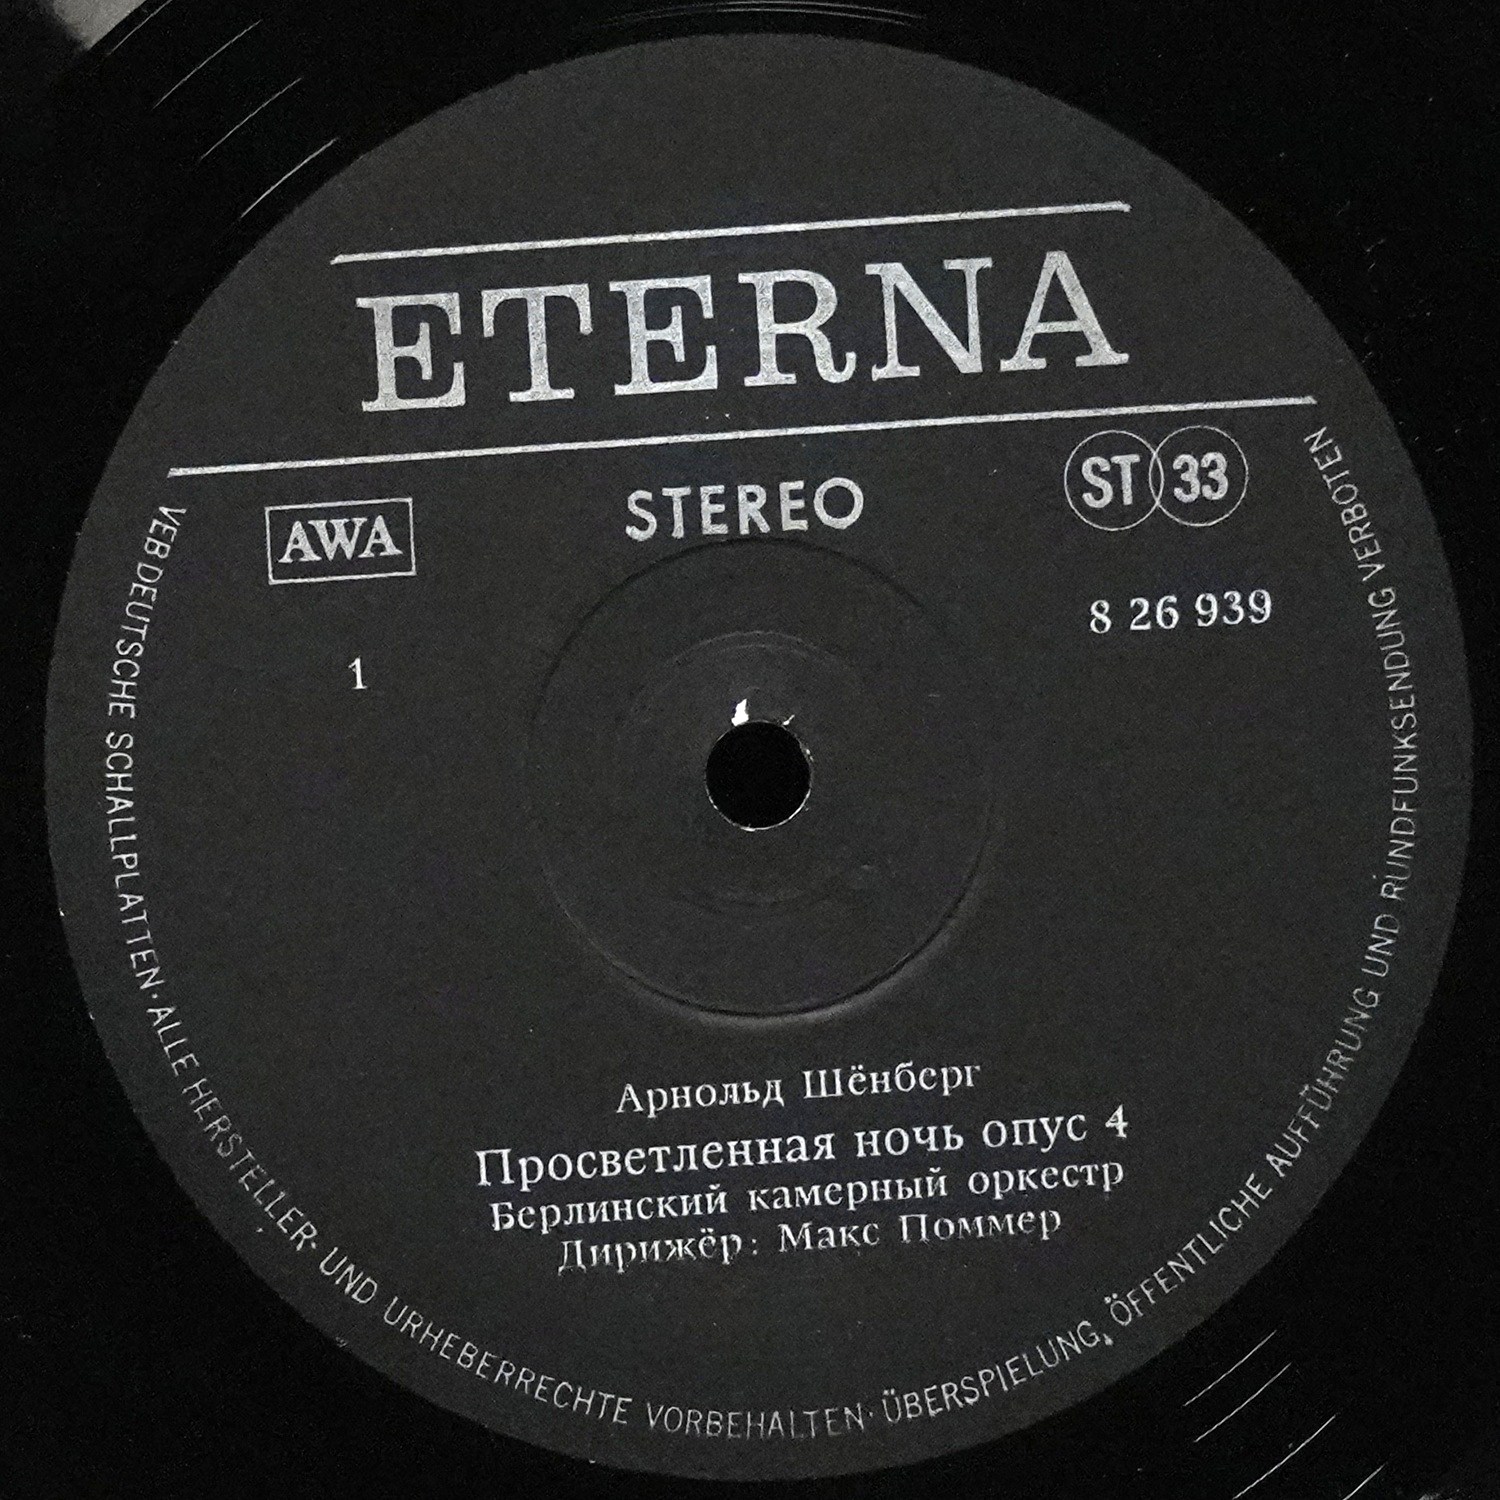 ETERNA
STEREO
ST 33
AWA
8 26 939
1
Арнольд Шёнберг
Просветленная ночь опус 4
Берлинский камерный оркестр
Дирижёр: Макс Поммер
VEB DEUTSCHE SCHALLPLATTEN · ALLE HERSTELLER- UND URHEBERRECHTE VORBEHALTEN · ÜBERSPIELUNG, ÖFFENTLICHE AUFFÜHRUNG UND RUNDFUNKSENDUNG VERBOTEN